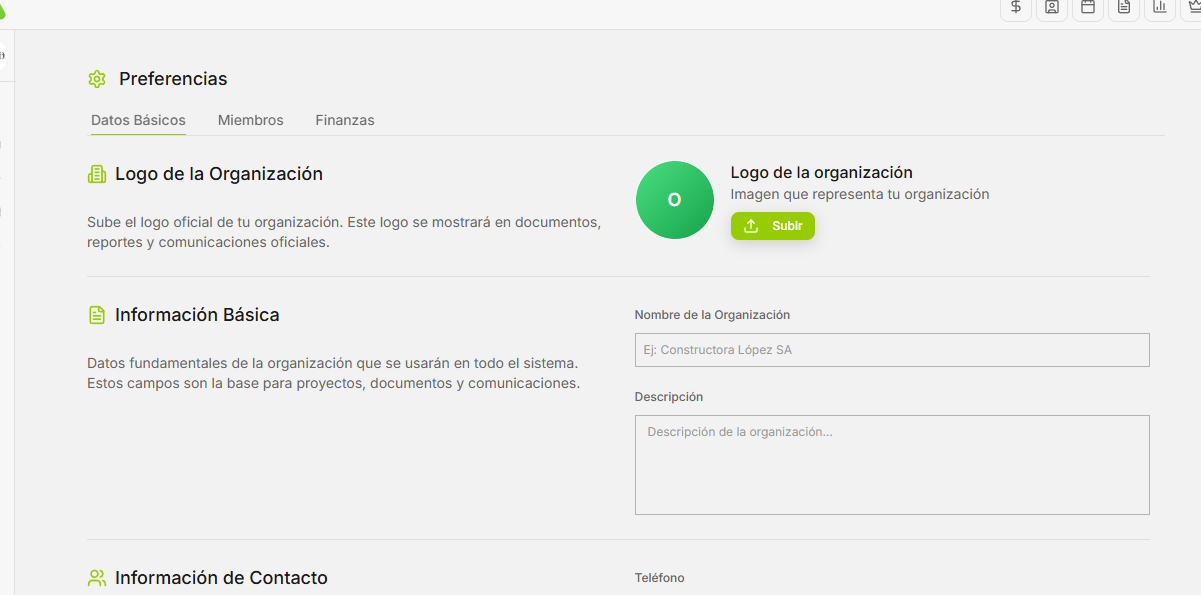 Preferencias
Datos Básicos
Miembros
Finanzas
Logo de la Organización
Sube el logo oficial de tu organización. Este logo se mostrará en documentos,
reportes y comunicaciones oficiales.
O
Logo de la organización
Imagen que representa tu organización
Subir
Información Básica
Datos fundamentales de la organización que se usarán en todo el sistema.
Estos campos son la base para proyectos, documentos y comunicaciones.
Nombre de la Organización
Ej: Constructora López SA
Descripción
Descripción de la organización...
Información de Contacto
Teléfono